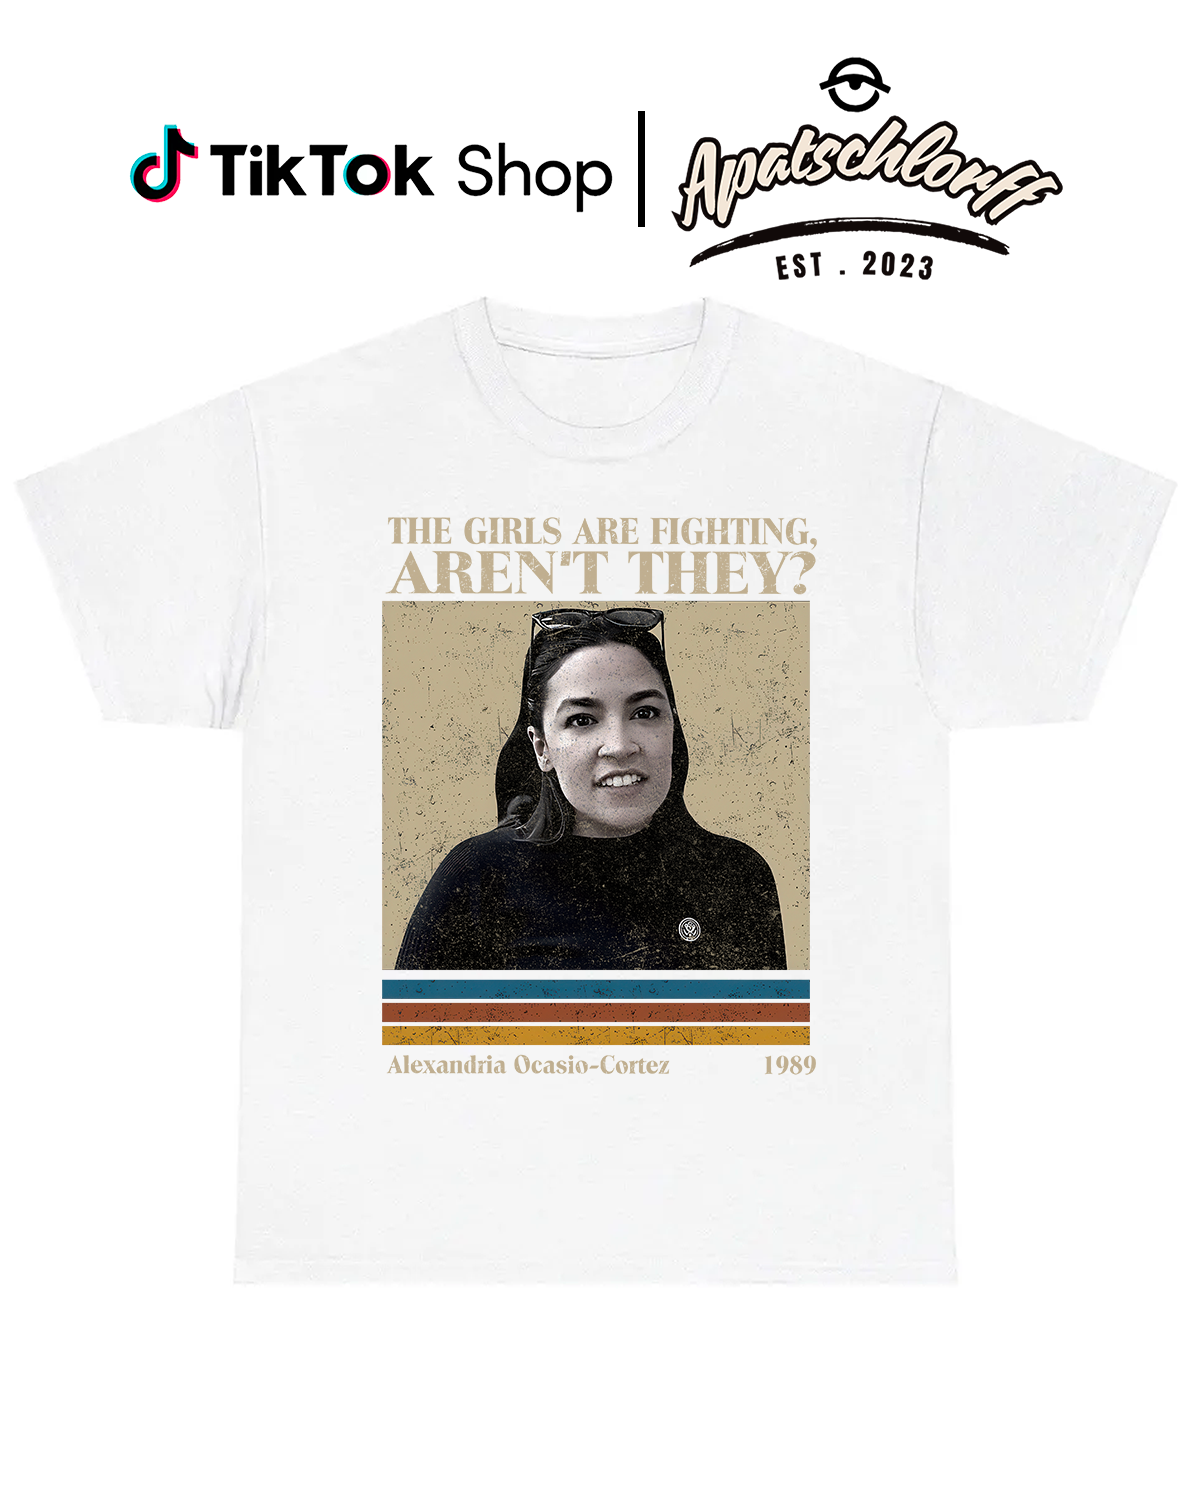 TikTok Shop
Apatschlorff
EST . 2023
THE GIRLS ARE FIGHTING,
AREN'T THEY?
Alexandria Ocasio-Cortez 1989